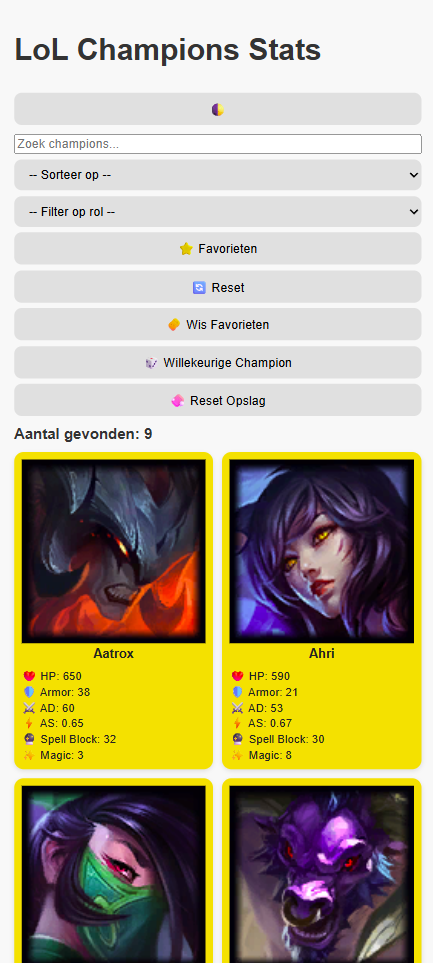 LoL Champions Stats
Zoek champions...
-- Sorteer op --
-- Filter op rol --
Favorieten
Reset
Wis Favorieten
Willekeurige Champion
Reset Opslag
Aantal gevonden: 9
Aatrox
HP: 650
Armor: 38
AD: 60
AS: 0.65
Spell Block: 32
Magic: 3
Ahri
HP: 590
Armor: 21
AD: 53
AS: 0.67
Spell Block: 30
Magic: 8